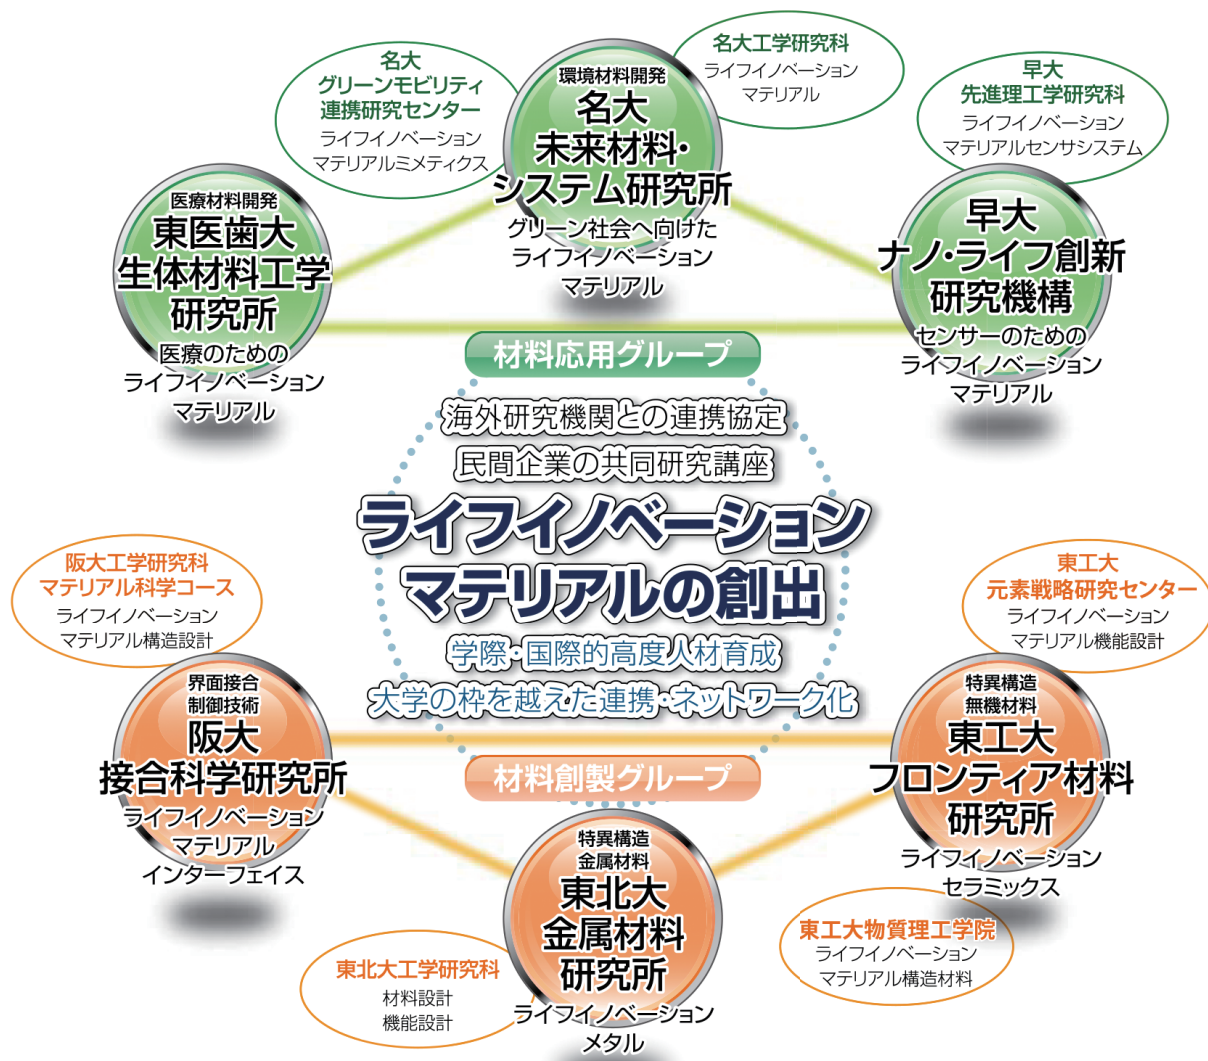 名大
グリーンモビリティ
連携研究センター
ライフイノベーション
マテリアルミメティクス
環境材料開発
名大
未来材料・
システム研究所
グリーン社会へ向けた
ライフイノベーション
マテリアル
名大工学研究科
ライフイノベーション
マテリアル
早大
先進理工学研究科
ライフイノベーション
マテリアルセンサシステム
医療材料開発
東医歯大
生体材料工学
研究所
医療のための
ライフイノベーション
マテリアル
早大
ナノ・ライフ創新
研究機構
センサーのための
ライフイノベーション
マテリアル
材料応用グループ
海外研究機関との連携協定
民間企業の共同研究講座
ライフイノベーション
マテリアルの創出
学際・国際的高度人材育成
大学の枠を越えた連携・ネットワーク化
材料創製グループ
阪大工学研究科
マテリアル科学コース
ライフイノベーション
マテリアル構造設計
界面接合
制御技術
阪大
接合科学研究所
ライフイノベーション
マテリアル
インターフェイス
東工大
元素戦略研究センター
ライフイノベーション
マテリアル機能設計
特異構造
無機材料
東工大
フロンティア材料
研究所
ライフイノベーション
セラミックス
特異構造
金属材料
東北大
金属材料
研究所
ライフイノベーション
メタル
東北大工学研究科
材料設計
機能設計
東工大物質理工学院
ライフイノベーション
マテリアル構造材料